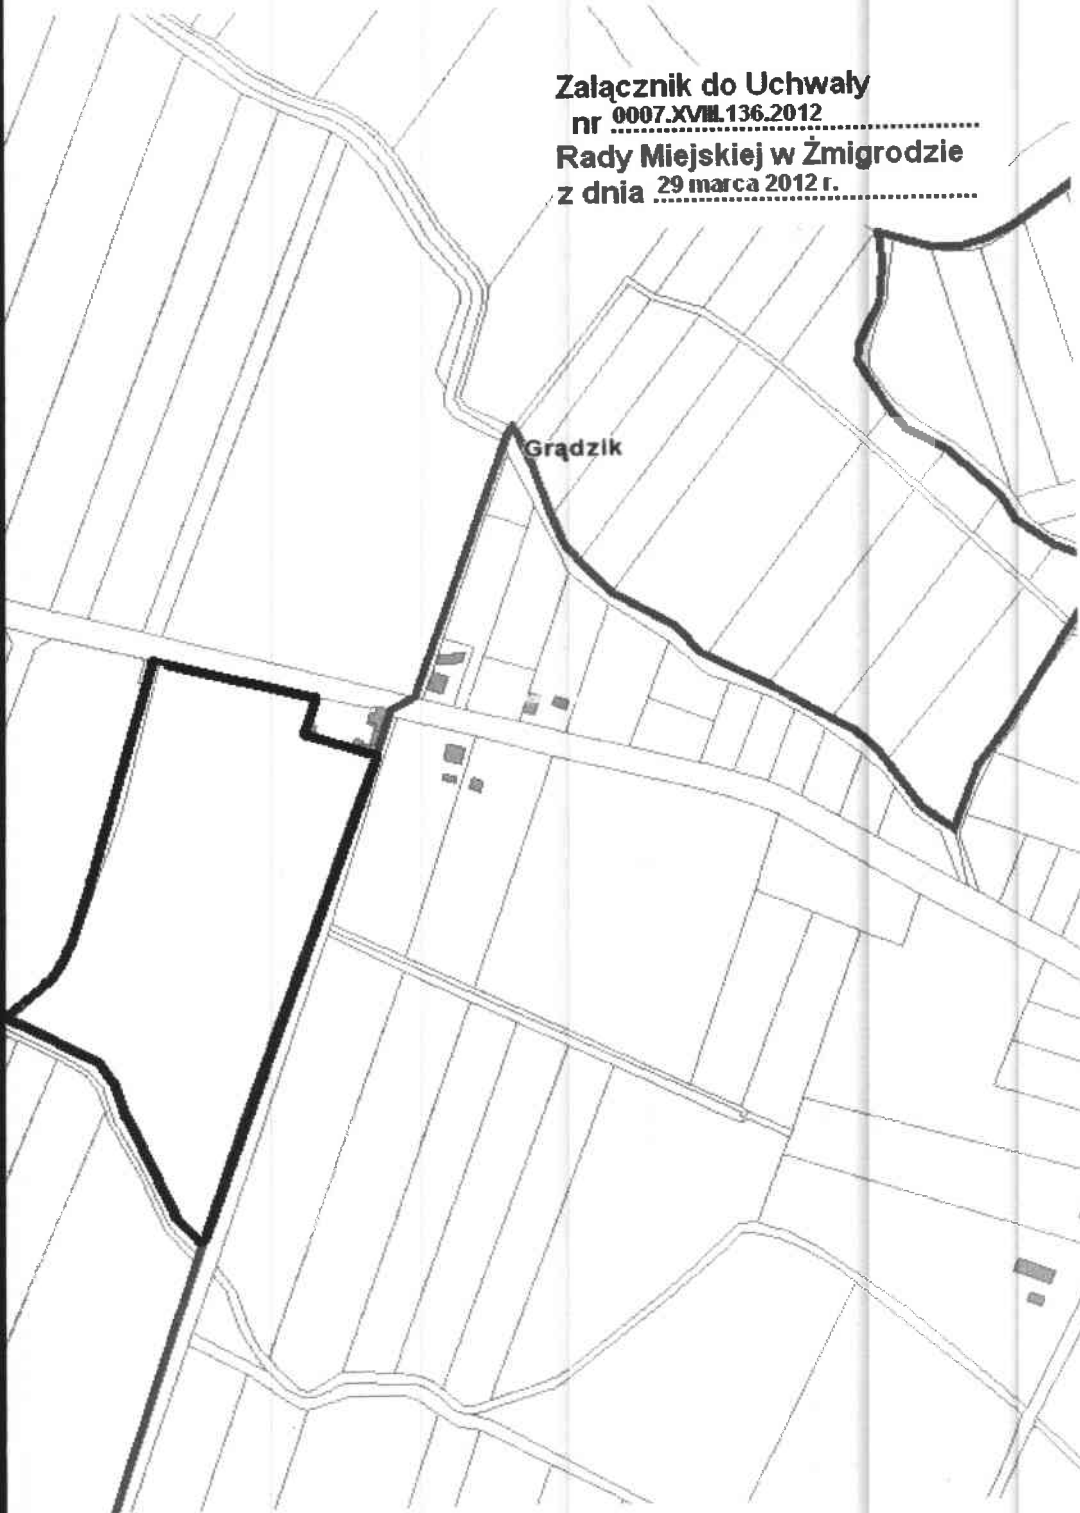 Załącznik do Uchwały
nr 0007.XVIII.136.2012
Rady Miejskiej w Żmigrodzie
z dnia 29 marca 2012 r.
Grądzik